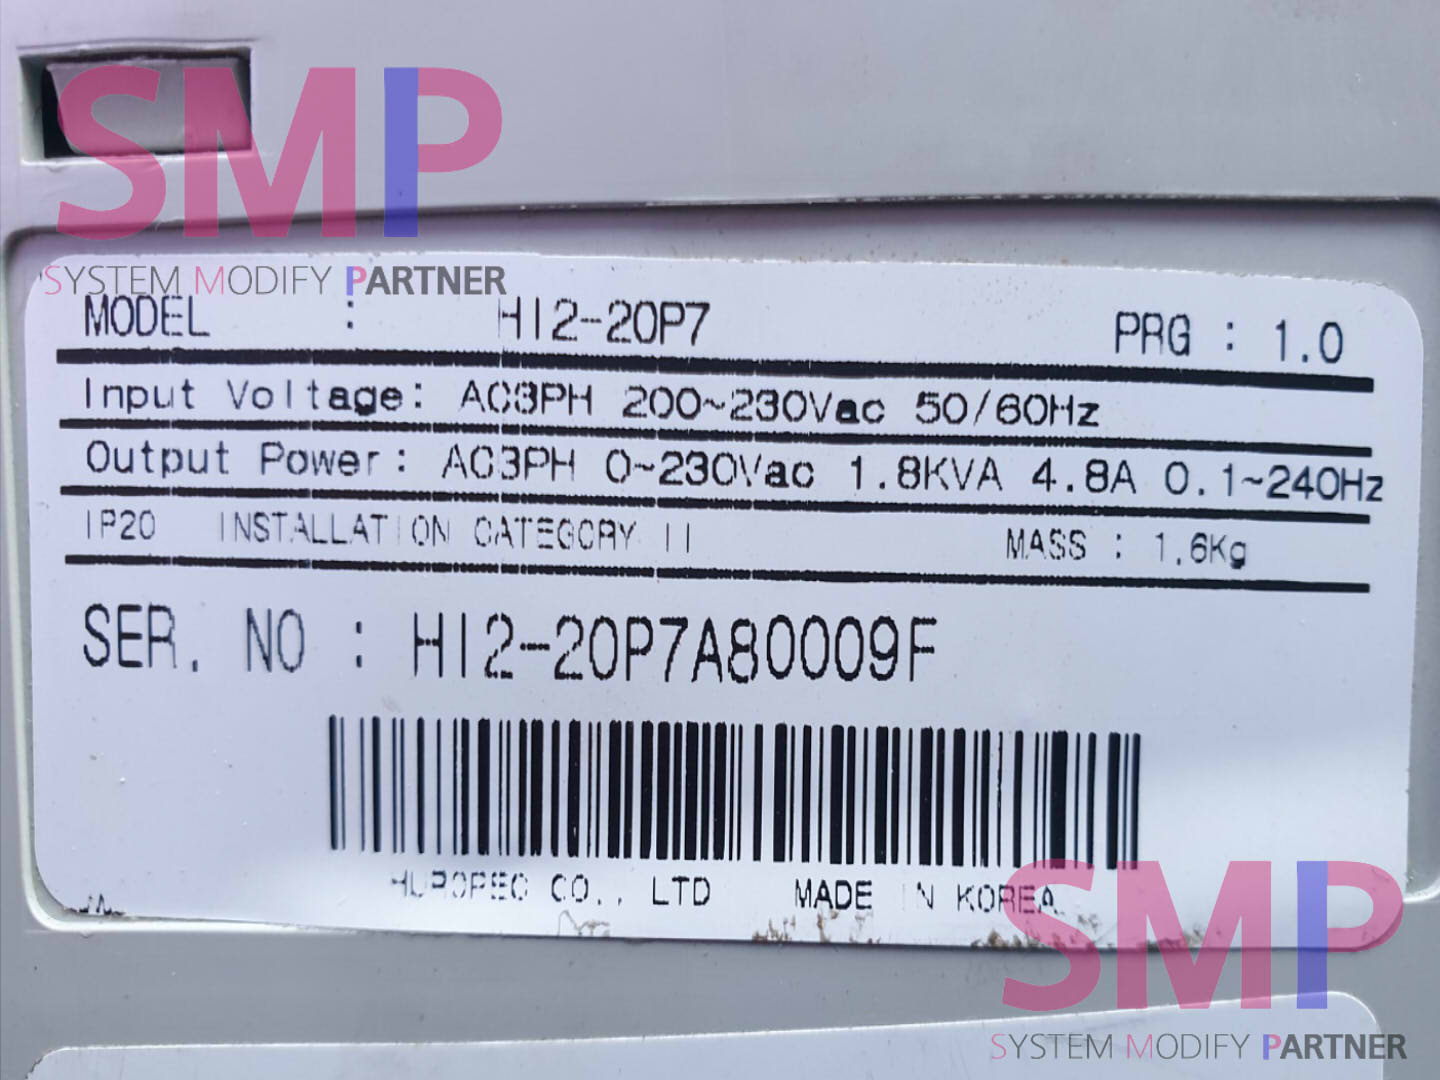 SMP
SYSTEM MODIFY PARTNER
MODEL : HI2-20P7 PRG : 1.0
Input Voltage: AC3PH 200~230Vac 50/60Hz
Output Power: AC3PH 0~230Vac 1.8KVA 4.8A 0.1~240Hz
IP20 INSTALLATION CATEGORY II MASS : 1.6Kg
SER. NO : HI2-20P7A80009F
HUROPEC CO., LTD MADE IN KOREA
SMP
SYSTEM MODIFY PARTNER